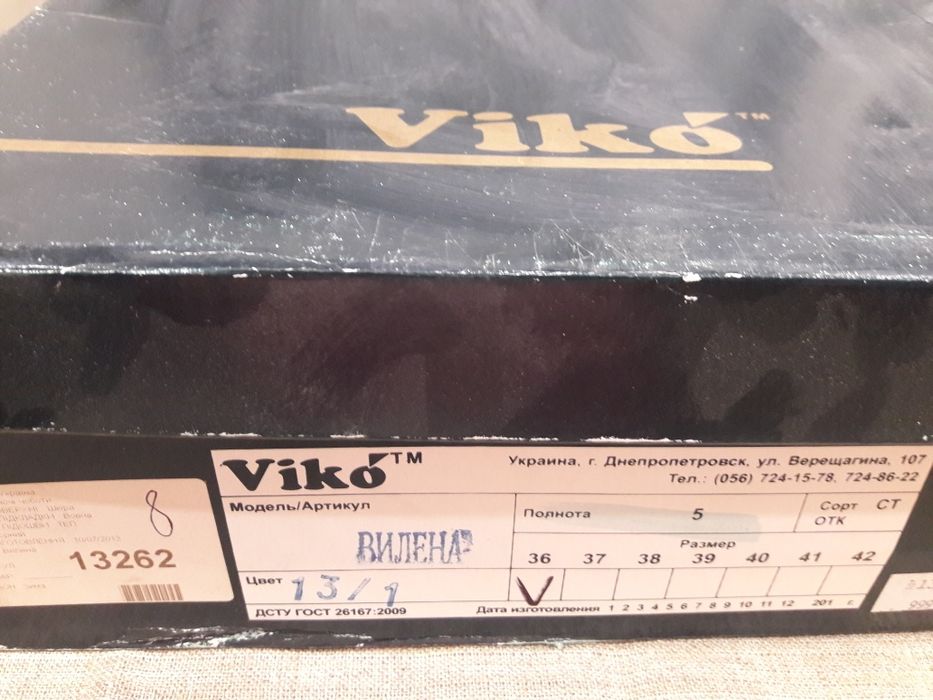 Vikó™
Vikó™
Украина, г. Днепропетровск, ул. Верещагина, 107
Тел.: (056) 724-15-78, 724-86-22
Модель/Артикул
ВИЛЕНА
Полнота 5
Сорт СТ
ОТК
Размер
36 37 38 39 40 41 42
V
Цвет 13/1
ДСТУ ГОСТ 26167:2009
Дата изготовления 1 2 3 4 5 6 7 8 9 10 11 12 201 г.
8
13262